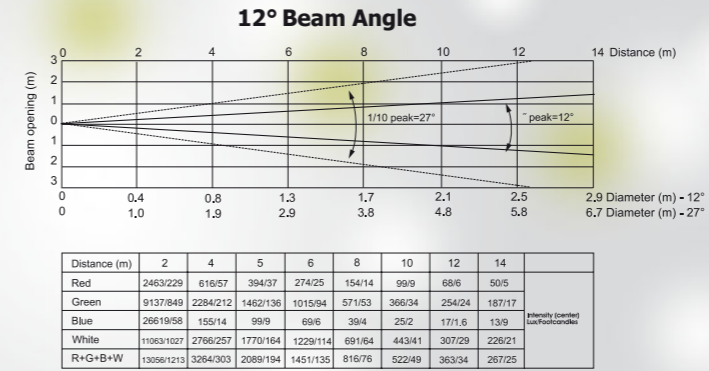 12° Beam Angle
0 2 4 6 8 10 12 14 Distance (m)
3
2
1
0
1
2
3
Beam opening (m)
1/10 peak=27°
‾ peak=12°
0 0.4 0.8 1.3 1.7 2.1 2.5 2.9 Diameter (m) - 12°
0 1.0 1.9 2.9 3.8 4.8 5.8 6.7 Diameter (m) - 27°
Distance (m) 2 4 5 6 8 10 12 14
Red 2463/229 616/57 394/37 274/25 154/14 99/9 68/6 50/5
Green 9137/849 2284/212 1462/136 1015/94 571/53 366/34 254/24 187/17
Blue 26619/58 155/14 99/9 69/6 39/4 25/2 17/1,6 13/9
White 11063/1027 2766/257 1770/164 1229/114 691/64 443/41 307/29 226/21
R+G+B+W 13056/1213 3264/303 2089/194 1451/135 816/76 522/49 363/34 267/25
Intensity (center)
Lux/Footcandles